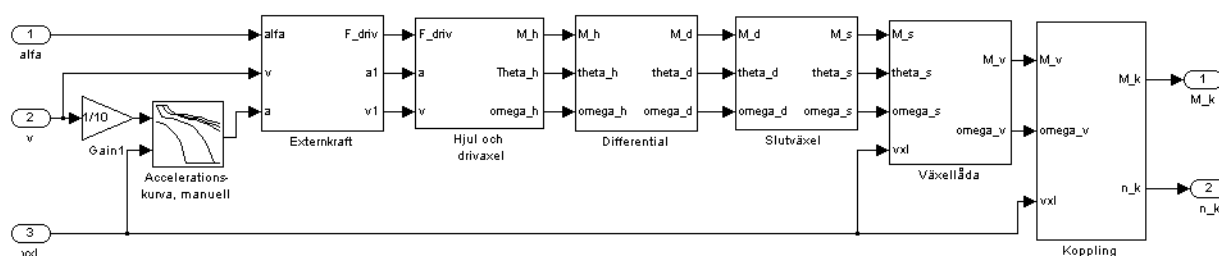 1
alfa
2
v
1/10
Gain1
Accelerations-
kurva, manuell
3
vxl
alfa
v
a
F_driv
a1
v1
Externkraft
F_driv
a
v
M_h
Theta_h
omega_h
Hjul och
drivaxel
M_h
theta_h
omega_h
M_d
theta_d
omega_d
Differential
M_d
theta_d
omega_d
M_s
theta_s
omega_s
Slutväxel
M_s
theta_s
omega_s
vxl
M_v
omega_v
Växellåda
M_v
omega_v
vxl
M_k
n_k
Koppling
1
M_k
2
n_k